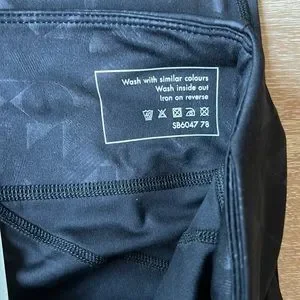 Wash with similar colours
Wash inside out
Iron on reverse
SB6047 78